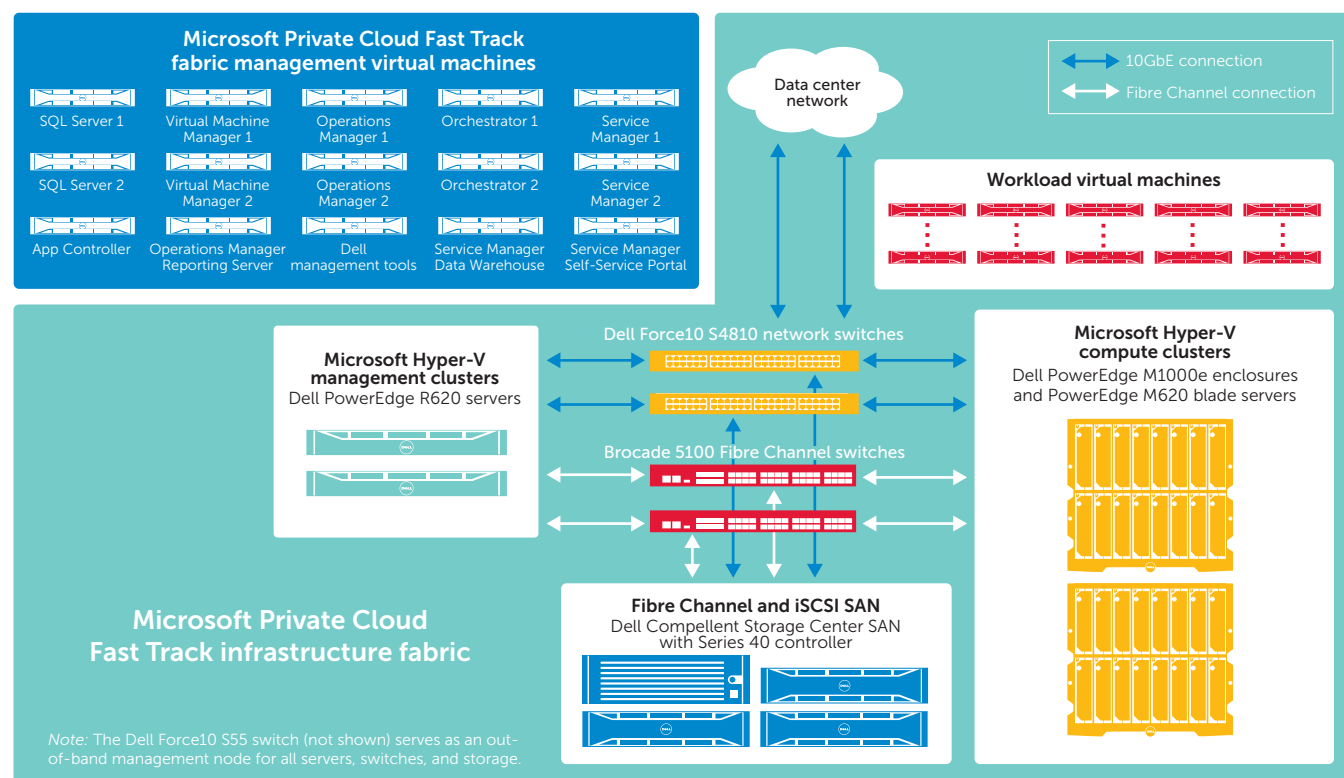 Microsoft Private Cloud Fast Track
fabric management virtual machines
SQL Server 1
Virtual Machine
Manager 1
Operations
Manager 1
Orchestrator 1
Service
Manager 1
SQL Server 2
Virtual Machine
Manager 2
Operations
Manager 2
Orchestrator 2
Service
Manager 2
App Controller
Operations Manager
Reporting Server
Dell
management tools
Service Manager
Data Warehouse
Service Manager
Self-Service Portal
Data center
network
10GbE connection
Fibre Channel connection
Workload virtual machines
Dell Force10 S4810 network switches
Microsoft Hyper-V
management clusters
Dell PowerEdge R620 servers
Brocade 5100 Fibre Channel switches
Microsoft Hyper-V
compute clusters
Dell PowerEdge M1000e enclosures
and PowerEdge M620 blade servers
Fibre Channel and iSCSI SAN
Dell Compellent Storage Center SAN
with Series 40 controller
Microsoft Private Cloud
Fast Track infrastructure fabric
Note: The Dell Force10 S55 switch (not shown) serves as an out-
of-band management node for all servers, switches, and storage.